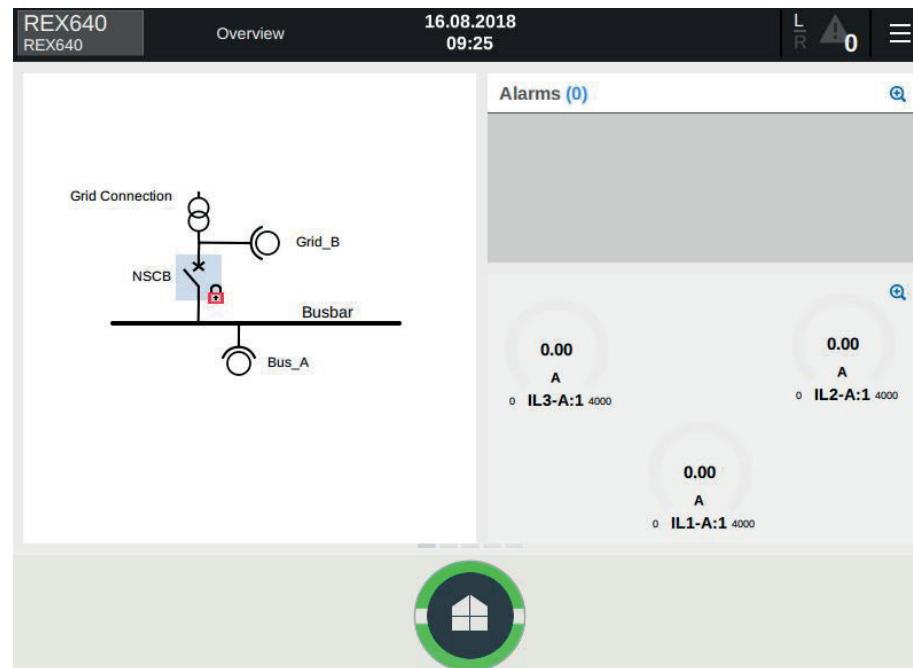 REX640
REX640
Overview
16.08.2018
09:25
L
R
0
Alarms (0)
Grid Connection
Grid_B
NSCB
Busbar
Bus_A
0.00
A
0 IL3-A:1 4000
0.00
A
0 IL2-A:1 4000
0.00
A
0 IL1-A:1 4000